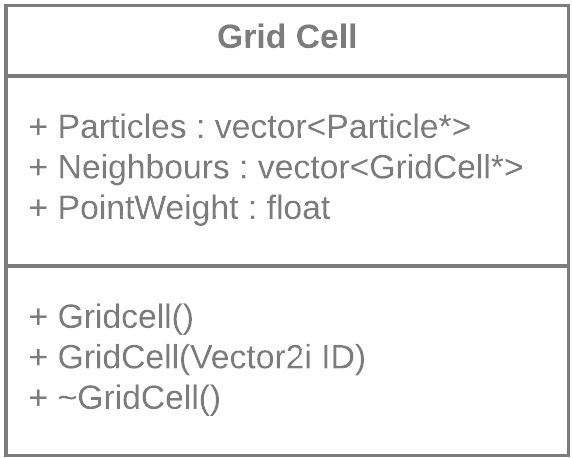 Grid Cell
+ Particles : vector<Particle*>
+ Neighbours : vector<GridCell*>
+ PointWeight : float
+ Gridcell()
+ GridCell(Vector2i ID)
+ ~GridCell()